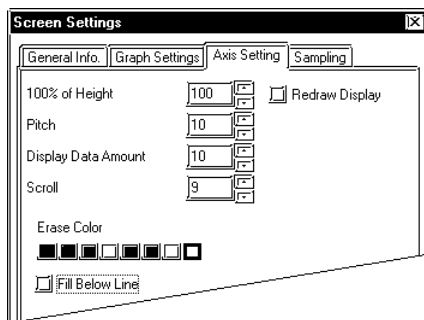 Screen Settings
General Info. Graph Settings Axis Setting Sampling
100% of Height 100 Redraw Display
Pitch 10
Display Data Amount 10
Scroll 9
Erase Color
Fill Below Line